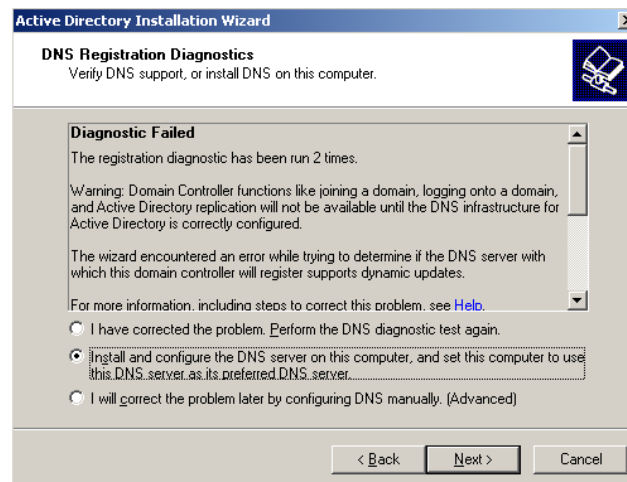 Active Directory Installation Wizard
DNS Registration Diagnostics
Verify DNS support, or install DNS on this computer.
Diagnostic Failed
The registration diagnostic has been run 2 times.
Warning: Domain Controller functions like joining a domain, logging onto a domain,
and Active Directory replication will not be available until the DNS infrastructure for
Active Directory is correctly configured.
The wizard encountered an error while trying to determine if the DNS server with
which this domain controller will register supports dynamic updates.
For more information, including steps to correct this problem, see Help.
I have corrected the problem. Perform the DNS diagnostic test again.
Install and configure the DNS server on this computer, and set this computer to use
this DNS server as its preferred DNS server.
I will correct the problem later by configuring DNS manually. (Advanced)
< Back Next > Cancel